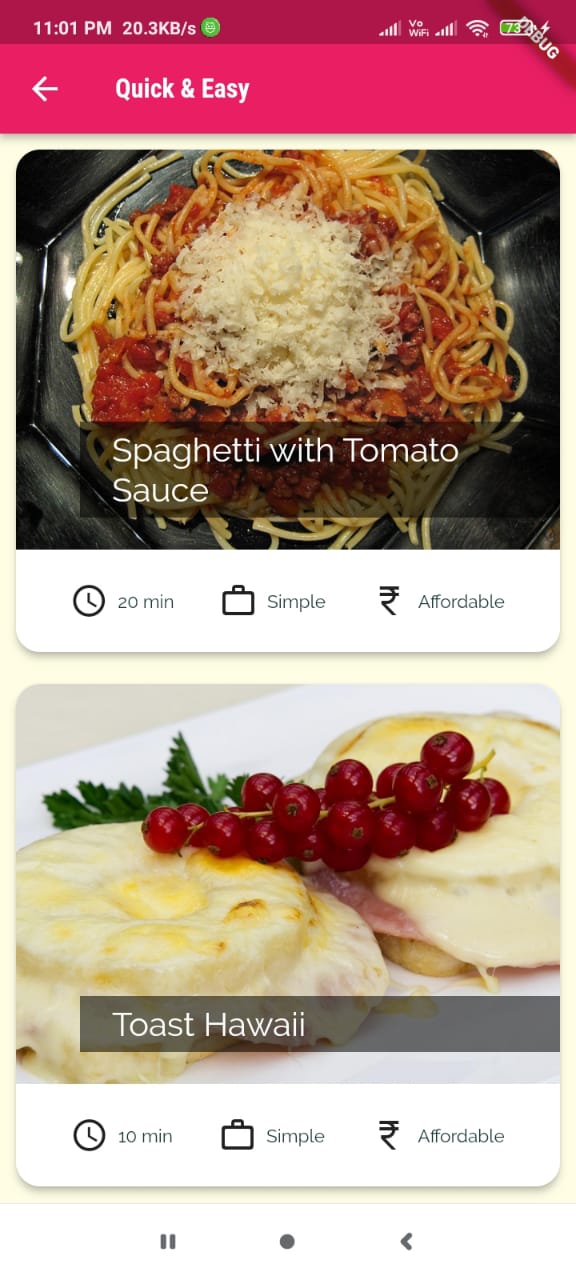 11:01 PM 20.3KB/s Vo WiFi 73 DEBUG
Quick & Easy
Spaghetti with Tomato
Sauce
20 min Simple ₹ Affordable
Toast Hawaii
10 min Simple ₹ Affordable